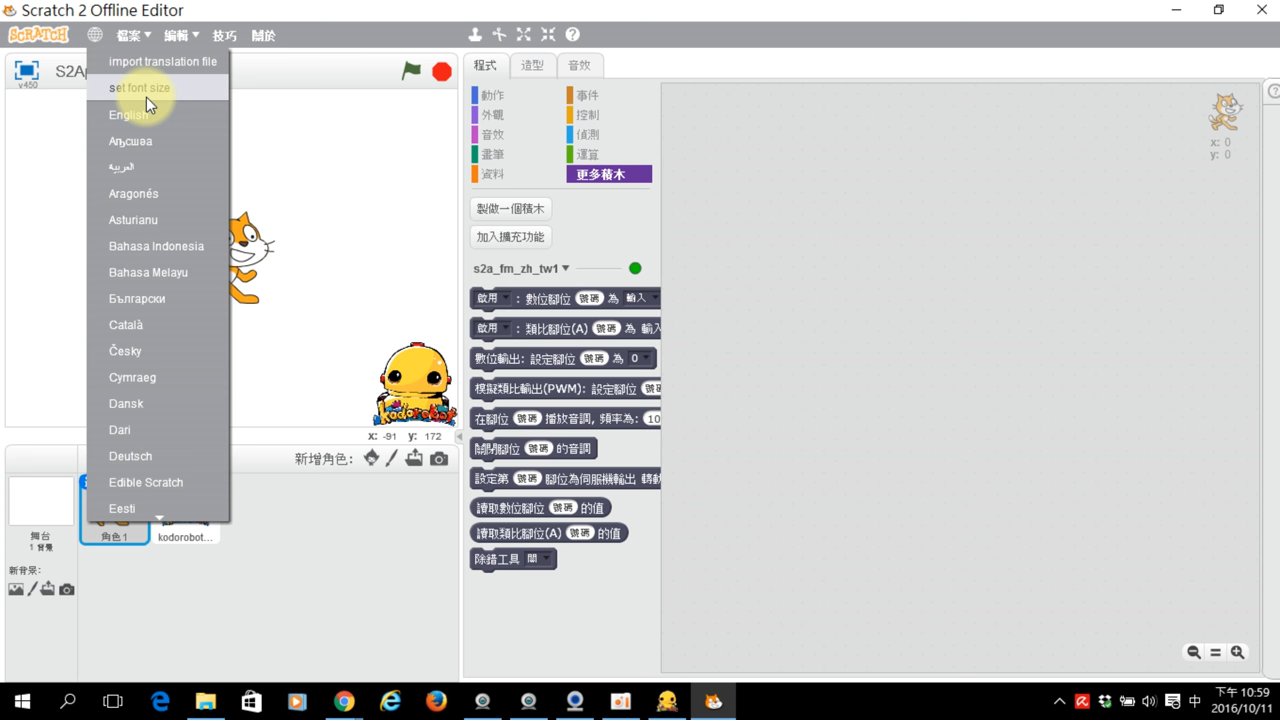 Scratch 2 Offline Editor
SCRATCH 檔案 編輯 技巧 關於
v450 S2A
import translation file
set font size
English
Аҧсшәа
العربية
Aragonés
Asturianu
Bahasa Indonesia
Bahasa Melayu
Български
Català
Česky
Cymraeg
Dansk
Dari
Deutsch
Edible Scratch
Eesti
kodorobot
x: -91 y: 172
新增角色:
舞台
1 背景
角色1
kodorobot...
新背景:
程式 造型 音效
動作 事件
外觀 控制
音效 偵測
畫筆 運算
資料 更多積木
製做一個積木
加入擴充功能
s2a_fm_zh_tw1
啟用 : 數位腳位 號碼 為 輸入
啟用 : 類比腳位(A) 號碼 為 輸入
數位輸出: 設定腳位 號碼 為 0
模擬類比輸出(PWM): 設定腳位 號碼
在腳位 號碼 播放音調, 頻率為: 10
關閉腳位 號碼 的音調
設定第 號碼 腳位為伺服機輸出 轉動
讀取數位腳位 號碼 的值
讀取類比腳位(A) 號碼 的值
除錯工具 關
x: 0
y: 0
中
下午 10:59
2016/10/11